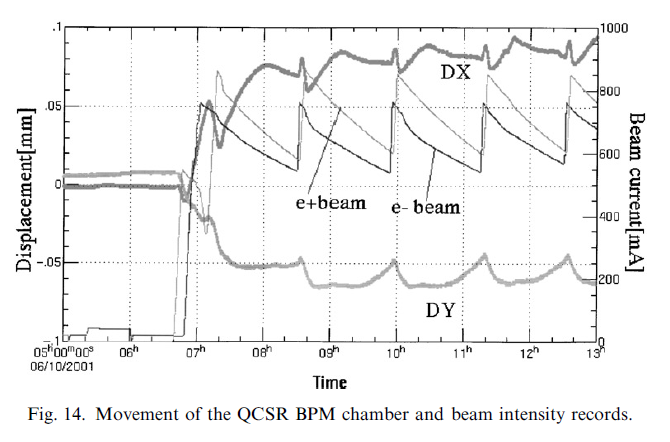 .1
.05
0
-.05
-.1
Displacement[mm]
1000
800
600
400
200
0
Beam current[mA]
DX
e+beam
e- beam
DY
05h00m00s 06h 07h 08h 09h 10h 11h 12h 13h
06/10/2001
Time
Fig. 14. Movement of the QCSR BPM chamber and beam intensity records.